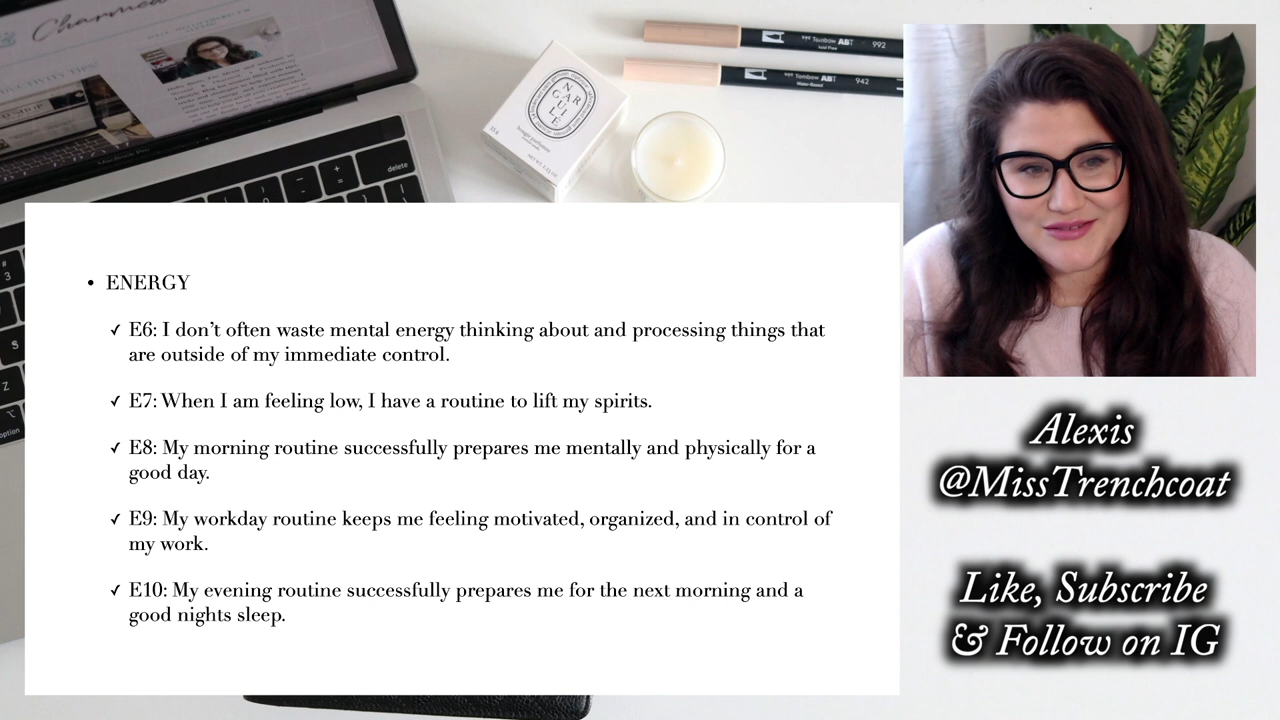 Charmed
delete
NARGUILE
35 g
Tombow ABT
992
Tombow ABT
942
• ENERGY
✓ E6: I don’t often waste mental energy thinking about and processing things that
are outside of my immediate control.
✓ E7: When I am feeling low, I have a routine to lift my spirits.
✓ E8: My morning routine successfully prepares me mentally and physically for a
good day.
✓ E9: My workday routine keeps me feeling motivated, organized, and in control of
my work.
✓ E10: My evening routine successfully prepares me for the next morning and a
good nights sleep.
option
Alexis
@MissTrenchcoat
Like, Subscribe
& Follow on IG